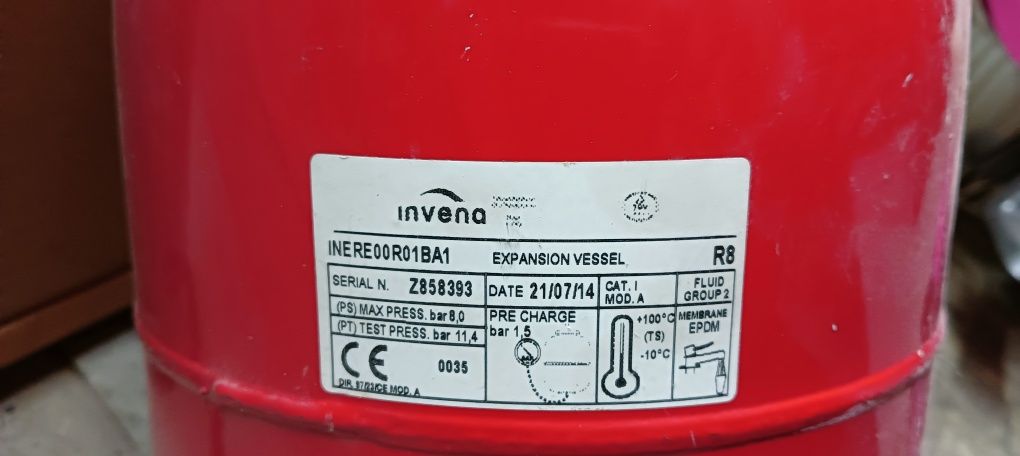 invena
INERE00R01BA1 EXPANSION VESSEL R8
SERIAL N. Z858393 DATE 21/07/14 CAT. I MOD. A FLUID GROUP 2
(PS) MAX PRESS. bar 8,0
(PT) TEST PRESS. bar 11,4
PRE CHARGE
bar 1,5
+100°C
(TS)
-10°C
MEMBRANE
EPDM
CE 0035
DIR. 97/23/CE MOD. A